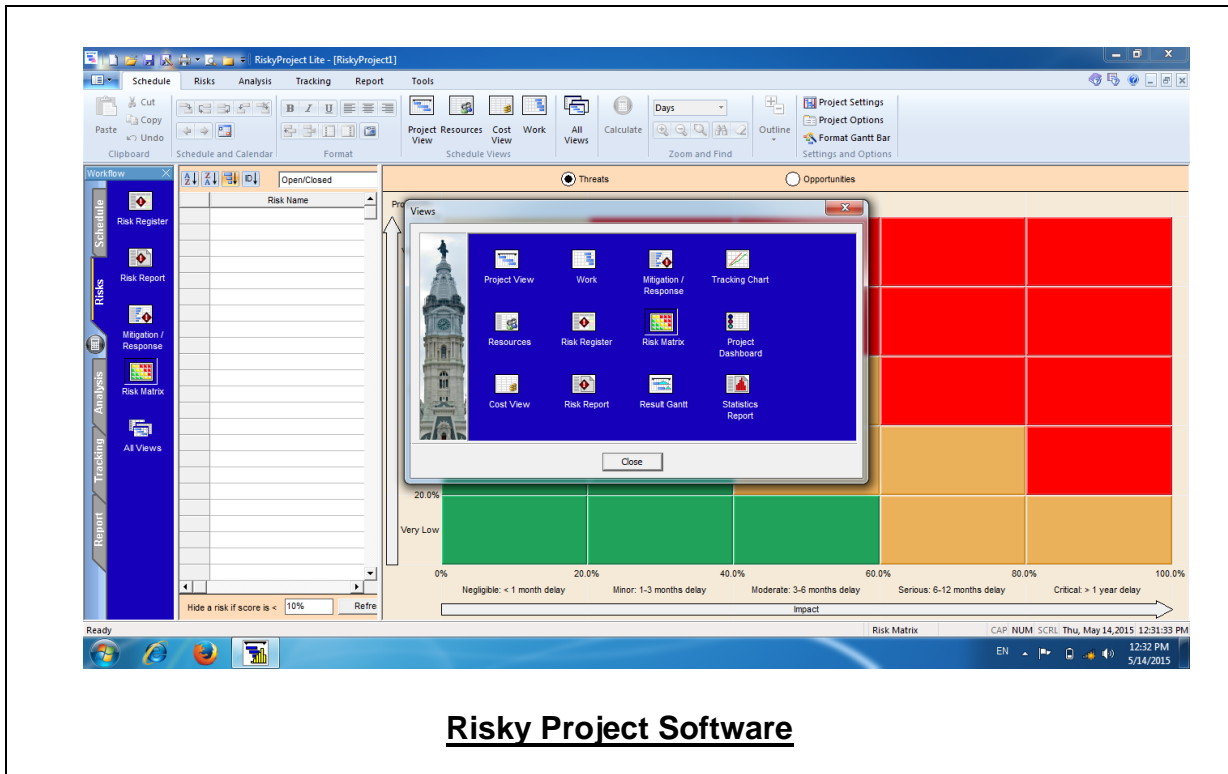 RiskyProject Lite - [RiskyProject1]
Schedule Risks Analysis Tracking Report Tools
Paste
Cut
Copy
Undo
Clipboard
Schedule and Calendar
B I U
Format
Project View
Resources
Cost View
Work
All Views
Schedule Views
Calculate
Days
Zoom and Find
Outline
Project Settings
Project Options
Format Gantt Bar
Settings and Options
Workflow
Schedule
Risks
Analysis
Tracking
Report
Risk Register
Risk Report
Mitigation /
Response
Risk Matrix
All Views
Open/Closed
Risk Name
Hide a risk if score is < 10% Refre
Threats Opportunities
Views
Project View Work Mitigation / Response Tracking Chart
Resources Risk Register Risk Matrix Project Dashboard
Cost View Risk Report Result Gantt Statistics Report
Close
20.0%
Very Low
0% 20.0% 40.0% 60.0% 80.0% 100.0%
Negligible: < 1 month delay Minor: 1-3 months delay Moderate: 3-6 months delay Serious: 6-12 months delay Critical: > 1 year delay
Impact
Ready Risk Matrix CAP NUM SCRL Thu, May 14,2015 12:31:33 PM
EN 12:32 PM
5/14/2015
Risky Project Software